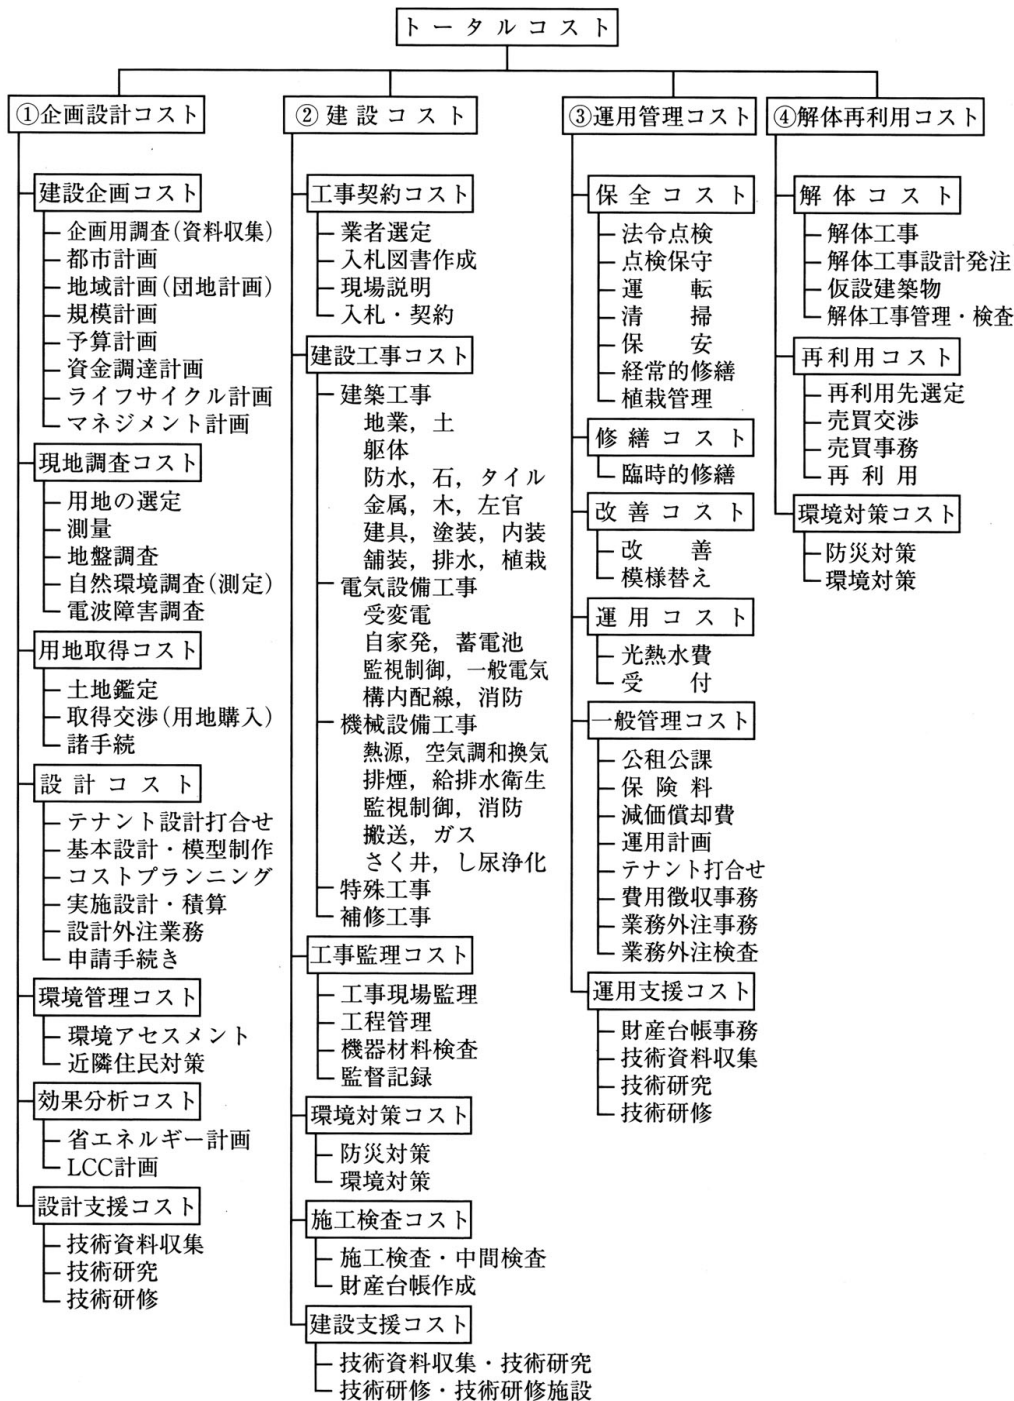 トータルコスト
①企画設計コスト
建設企画コスト
企画用調査(資料収集)
都市計画
地域計画(団地計画)
規模計画
予算計画
資金調達計画
ライフサイクル計画
マネジメント計画
現地調査コスト
用地の選定
測量
地盤調査
自然環境調査(測定)
電波障害調査
用地取得コスト
土地鑑定
取得交渉(用地購入)
諸手続
設計コスト
テナント設計打合せ
基本設計・模型制作
コストプランニング
実施設計・積算
設計外注業務
申請手続き
環境管理コスト
環境アセスメント
近隣住民対策
効果分析コスト
省エネルギー計画
LCC計画
設計支援コスト
技術資料収集
技術研究
技術研修
②建設コスト
工事契約コスト
業者選定
入札図書作成
現場説明
入札・契約
建設工事コスト
建築工事
地業，土
躯体
防水，石，タイル
金属，木，左官
建具，塗装，内装
舗装，排水，植栽
電気設備工事
受変電
自家発，蓄電池
監視制御，一般電気
構内配線，消防
機械設備工事
熱源，空気調和換気
排煙，給排水衛生
監視制御，消防
搬送，ガス
さく井，し尿浄化
特殊工事
補修工事
工事監理コスト
工事現場監理
工程管理
機器材料検査
監督記録
環境対策コスト
防災対策
環境対策
施工検査コスト
施工検査・中間検査
財産台帳作成
建設支援コスト
技術資料収集・技術研究
技術研修・技術研修施設
③運用管理コスト
保全コスト
法令点検
点検保守
運転
清掃
保安
経常的修繕
植栽管理
修繕コスト
臨時的修繕
改善コスト
改善
模様替え
運用コスト
光熱水費
受付
一般管理コスト
公租公課
保険料
減価償却費
運用計画
テナント打合せ
費用徴収事務
業務外注事務
業務外注検査
運用支援コスト
財産台帳事務
技術資料収集
技術研究
技術研修
④解体再利用コスト
解体コスト
解体工事
解体工事設計発注
仮設建築物
解体工事管理・検査
再利用コスト
再利用先選定
売買交渉
売買事務
再利用
環境対策コスト
防災対策
環境対策